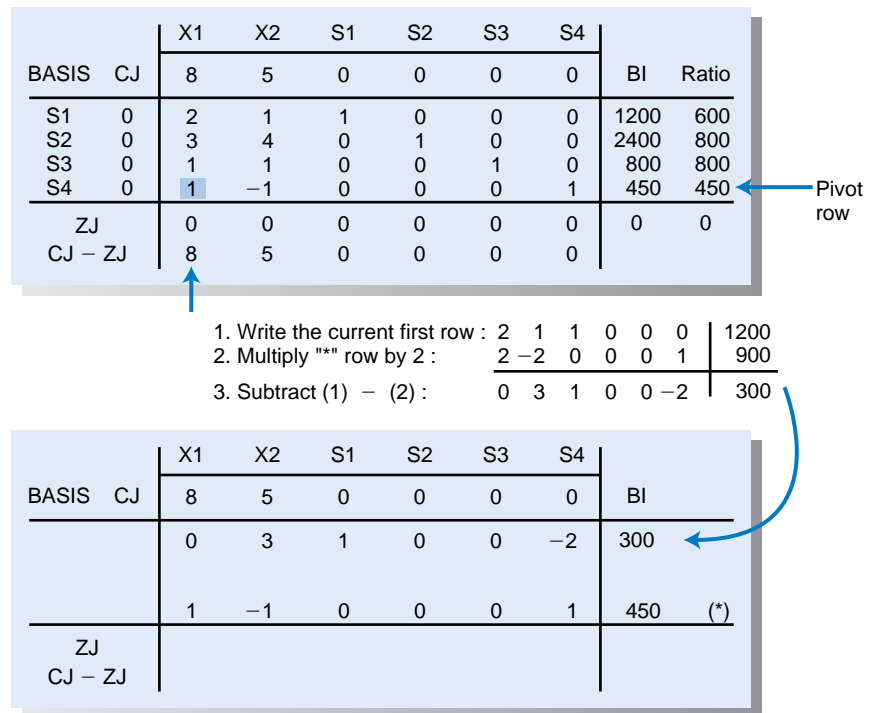 X1 X2 S1 S2 S3 S4
BASIS CJ 8 5 0 0 0 0 BI Ratio
S1 0 2 1 1 0 0 0 1200 600
S2 0 3 4 0 1 0 0 2400 800
S3 0 1 1 0 0 1 0 800 800
S4 0 1 −1 0 0 0 1 450 450 Pivot row
ZJ 0 0 0 0 0 0 0 0
CJ − ZJ 8 5 0 0 0 0
1. Write the current first row : 2 1 1 0 0 0 1200
2. Multiply "*" row by 2 : 2 −2 0 0 0 1 900
3. Subtract (1) − (2) : 0 3 1 0 0 −2 300
X1 X2 S1 S2 S3 S4
BASIS CJ 8 5 0 0 0 0 BI
0 3 1 0 0 −2 300
1 −1 0 0 0 1 450 (*)
ZJ
CJ − ZJ